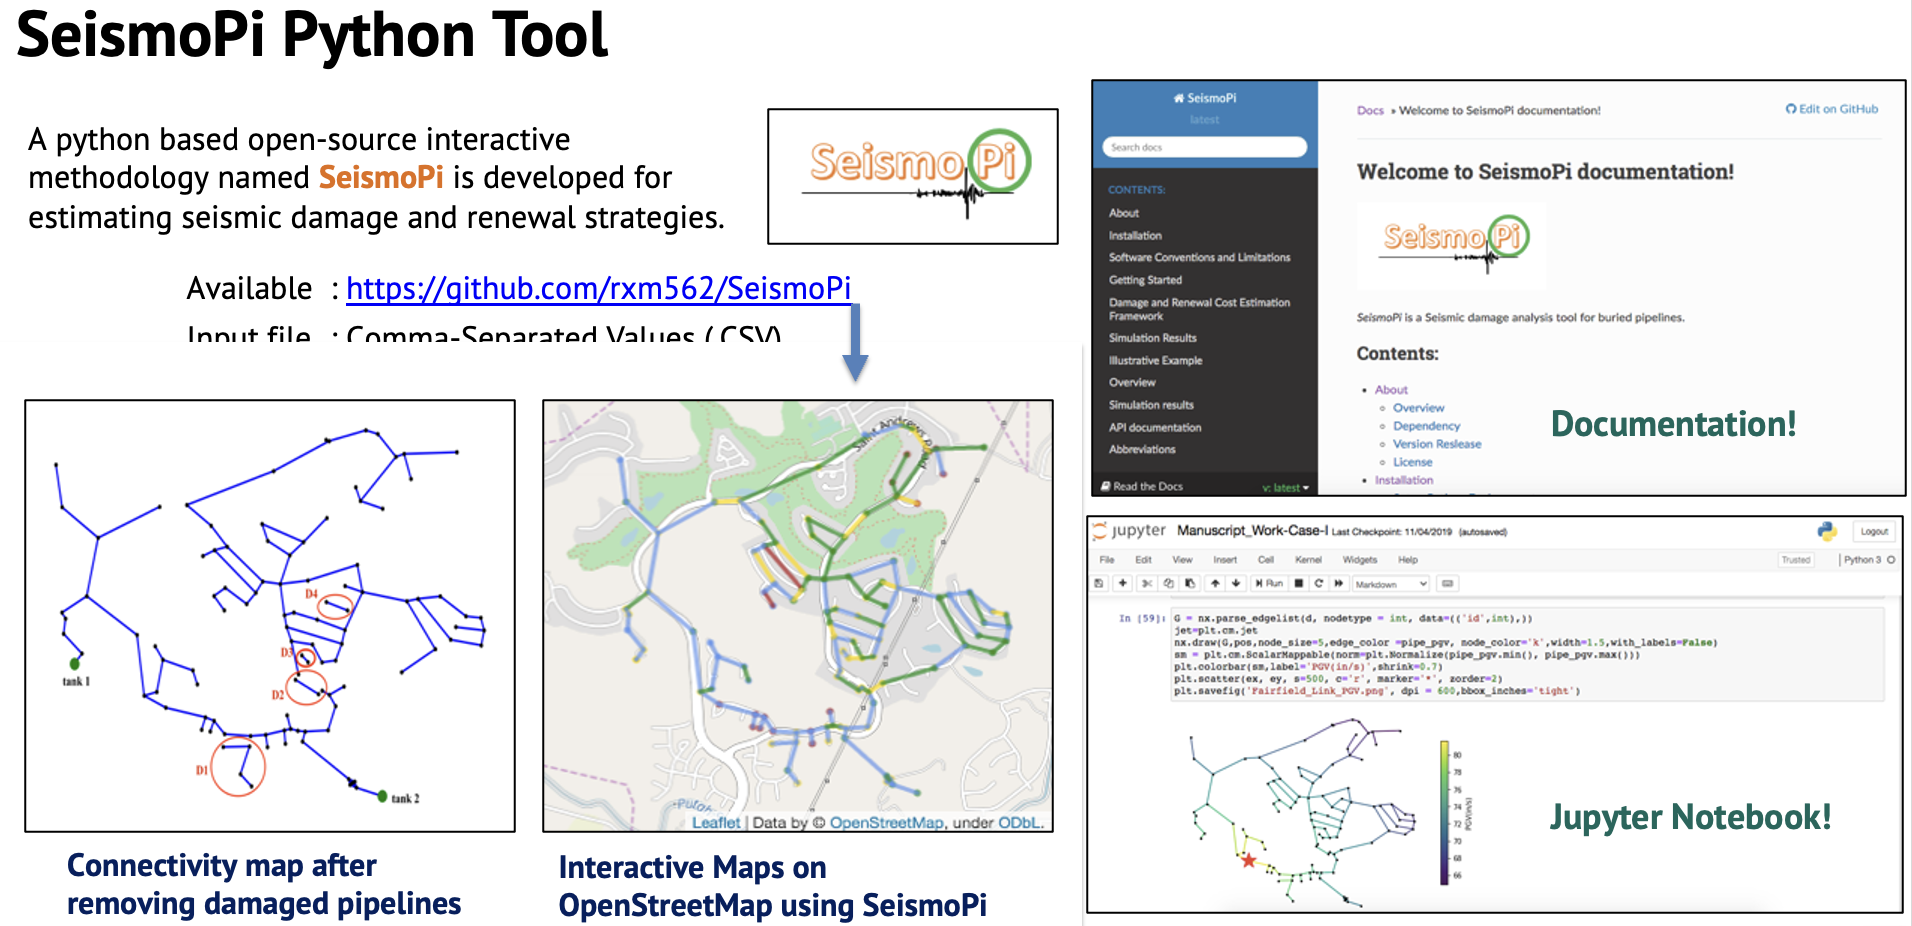 SeismoPi Python Tool
A python based open-source interactive
methodology named SeismoPi is developed for
estimating seismic damage and renewal strategies.
Seismo Pi
Available : https://github.com/rxm562/SeismoPi
Input file : Comma-Separated Values (.CSV)
D4
D3
D2
D1
tank 1
tank 2
Connectivity map after
removing damaged pipelines
Saint Andrews
Leaflet | Data by © OpenStreetMap, under ODbL.
Interactive Maps on
OpenStreetMap using SeismoPi
SeismoPi
latest
Search docs
CONTENTS:
About
Installation
Software Conventions and Limitations
Getting Started
Damage and Renewal Cost Estimation
Framework
Simulation Results
Illustrative Example
Overview
Simulation results
API documentation
Abbreviations
Read the Docs
v: latest
Docs » Welcome to SeismoPi documentation!
Edit on GitHub
Welcome to SeismoPi documentation!
Seismo Pi
SeismoPi is a Seismic damage analysis tool for buried pipelines.
Contents:
• About
Overview
Dependency
Version Reslease
License
• Installation
Documentation!
jupyter Manuscript_Work-Case-I Last Checkpoint: 11/04/2019 (autosaved)
Logout
File Edit View Insert Cell Kernel Widgets Help
Trusted | Python 3
Run
Markdown
In [59]: G = nx.parse_edgelist(d, nodetype = int, data=(('id',int),))
jet=plt.cm.jet
nx.draw(G,pos,node_size=5,edge_color =pipe_pgv, node_color='k',width=1.5,with_labels=False)
sm = plt.cm.ScalarMappable(norm=plt.Normalize(pipe_pgv.min(), pipe_pgv.max()))
plt.colorbar(sm,label='PGV(in/s)',shrink=0.7)
plt.scatter(ex, ey, s=500, c='r', marker='*', zorder=2)
plt.savefig('Fairfield_Link_PGV.png', dpi = 600,bbox_inches='tight')
80
78
74
72
70
68
66
PGV(in/s)
Jupyter Notebook!